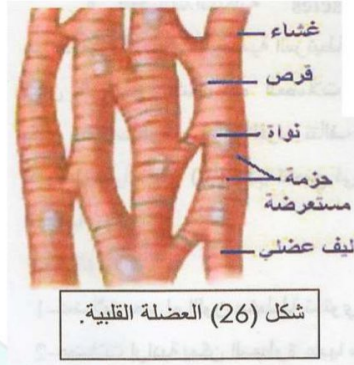 غشاء
قرص
نواة
حزمة
مستعرضة
ليف عضلي
شكل (26) العضلة القلبية.